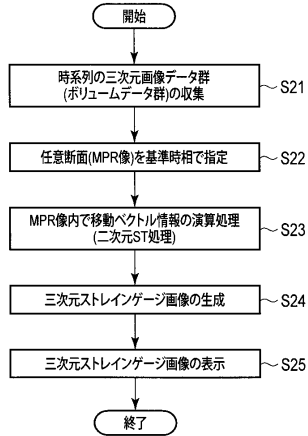 開始
時系列の三次元画像データ群
(ボリュームデータ群)の収集
S21
任意断面(MPR像)を基準時相で指定
S22
MPR像内で移動ベクトル情報の演算処理
(二次元ST処理)
S23
三次元ストレインゲージ画像の生成
S24
三次元ストレインゲージ画像の表示
S25
終了